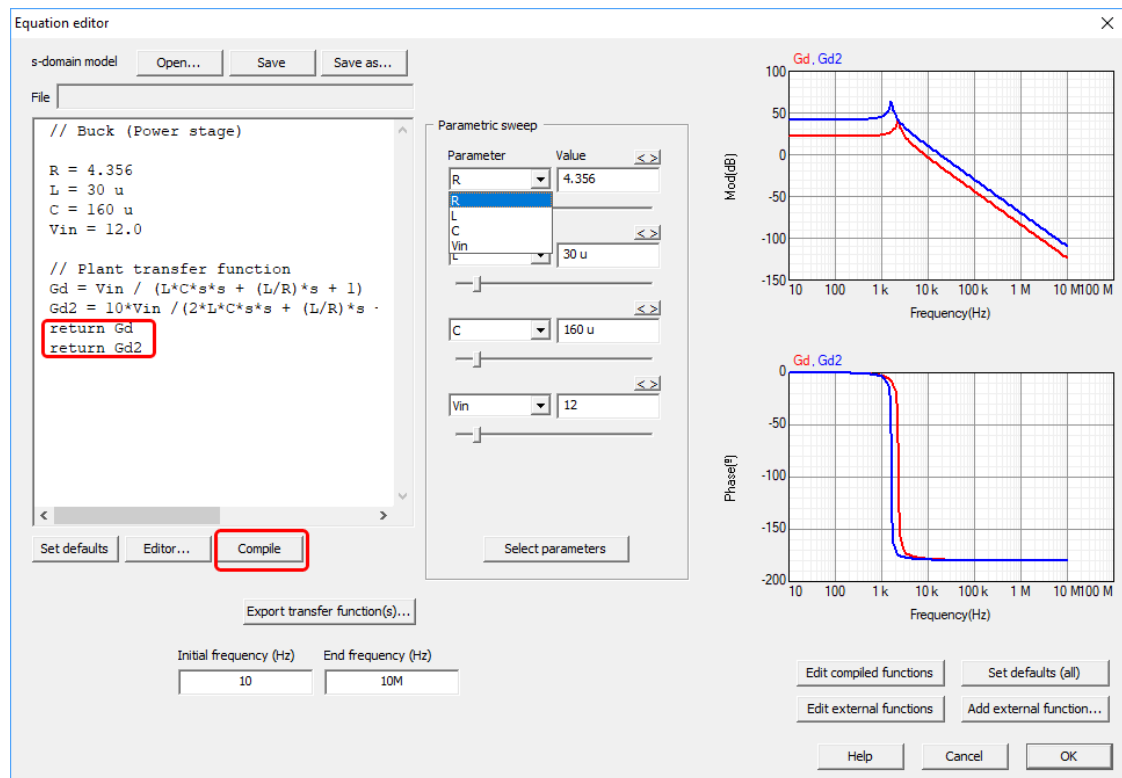 Equation editor
s-domain model
Open...
Save
Save as...
File
// Buck (Power stage)
R = 4.356
L = 30 u
C = 160 u
Vin = 12.0
// Plant transfer function
Gd = Vin / (L*C*s*s + (L/R)*s + 1)
Gd2 = 10*Vin /(2*L*C*s*s + (L/R)*s
return Gd
return Gd2
Set defaults
Editor...
Compile
Export transfer function(s)...
Initial frequency (Hz)
End frequency (Hz)
10
10M
Parametric sweep
Parameter
Value
< >
R
4.356
R
L
C
Vin
< >
30 u
< >
C
160 u
< >
Vin
12
Select parameters
Gd, Gd2
100
50
0
-50
-100
-150
Mod(dB)
10
100
1 k
10 k
100 k
1 M
10 M
100 M
Frequency(Hz)
Gd, Gd2
0
-50
-100
-150
-200
Phase(º)
10
100
1 k
10 k
100 k
1 M
10 M
100 M
Frequency(Hz)
Edit compiled functions
Set defaults (all)
Edit external functions
Add external function...
Help
Cancel
OK